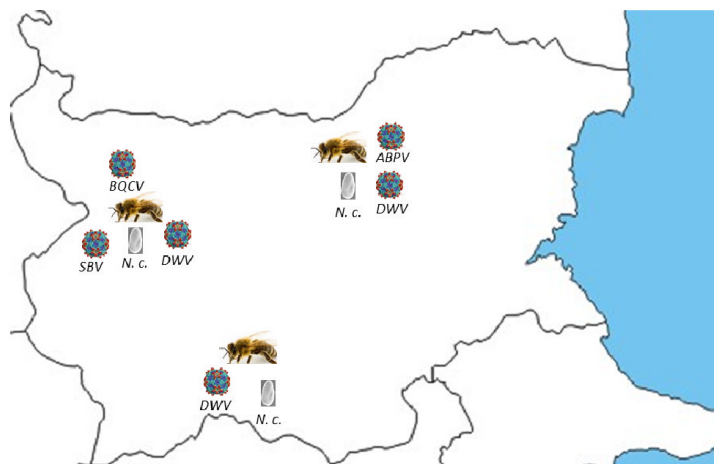 ABPV
BQCV
N. c.
DWV
SBV
N. c.
DWV
DWV
N. c.